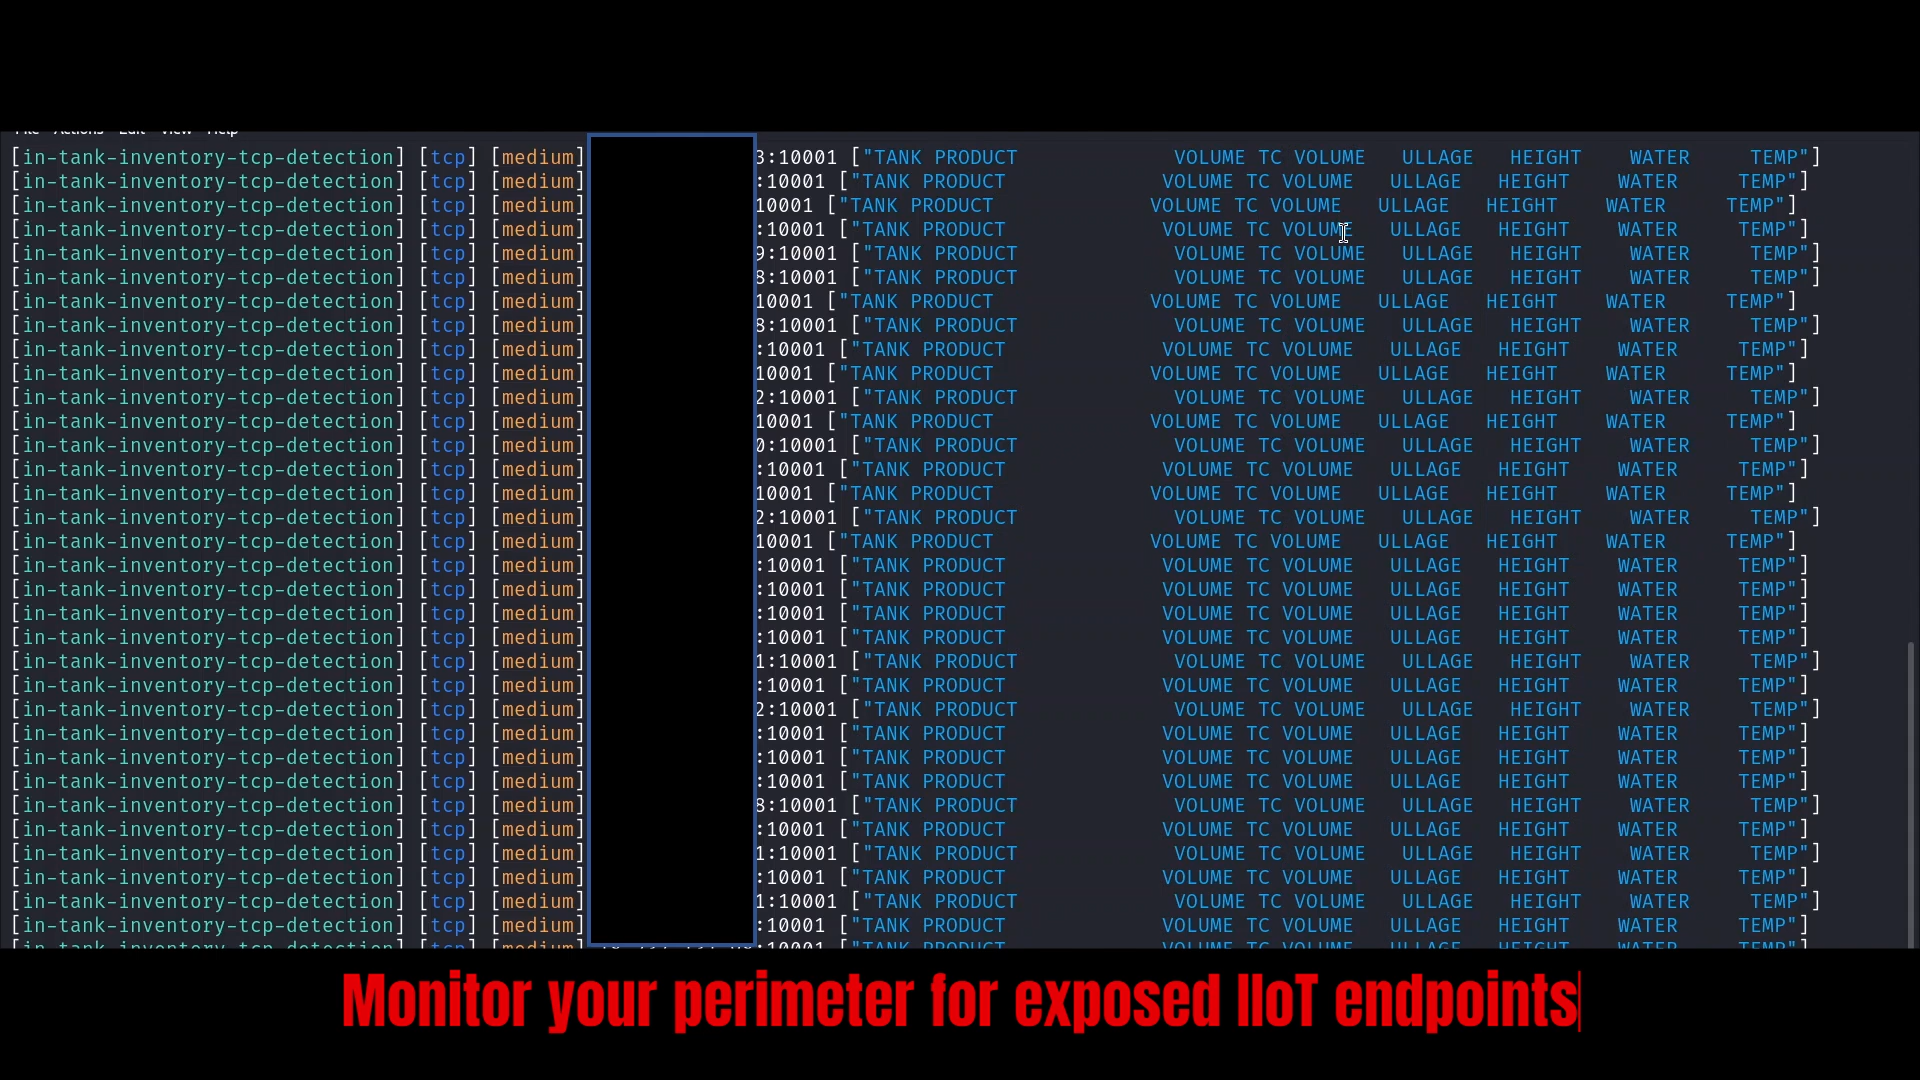 File Actions Edit View Help
[in-tank-inventory-tcp-detection] [tcp] [medium] 3:10001 ["TANK PRODUCT VOLUME TC VOLUME ULLAGE HEIGHT WATER TEMP"]
[in-tank-inventory-tcp-detection] [tcp] [medium] :10001 ["TANK PRODUCT VOLUME TC VOLUME ULLAGE HEIGHT WATER TEMP"]
[in-tank-inventory-tcp-detection] [tcp] [medium] 10001 ["TANK PRODUCT VOLUME TC VOLUME ULLAGE HEIGHT WATER TEMP"]
[in-tank-inventory-tcp-detection] [tcp] [medium] :10001 ["TANK PRODUCT VOLUME TC VOLUME ULLAGE HEIGHT WATER TEMP"]
[in-tank-inventory-tcp-detection] [tcp] [medium] 9:10001 ["TANK PRODUCT VOLUME TC VOLUME ULLAGE HEIGHT WATER TEMP"]
[in-tank-inventory-tcp-detection] [tcp] [medium] 8:10001 ["TANK PRODUCT VOLUME TC VOLUME ULLAGE HEIGHT WATER TEMP"]
[in-tank-inventory-tcp-detection] [tcp] [medium] 10001 ["TANK PRODUCT VOLUME TC VOLUME ULLAGE HEIGHT WATER TEMP"]
[in-tank-inventory-tcp-detection] [tcp] [medium] 8:10001 ["TANK PRODUCT VOLUME TC VOLUME ULLAGE HEIGHT WATER TEMP"]
[in-tank-inventory-tcp-detection] [tcp] [medium] :10001 ["TANK PRODUCT VOLUME TC VOLUME ULLAGE HEIGHT WATER TEMP"]
[in-tank-inventory-tcp-detection] [tcp] [medium] 10001 ["TANK PRODUCT VOLUME TC VOLUME ULLAGE HEIGHT WATER TEMP"]
[in-tank-inventory-tcp-detection] [tcp] [medium] 2:10001 ["TANK PRODUCT VOLUME TC VOLUME ULLAGE HEIGHT WATER TEMP"]
[in-tank-inventory-tcp-detection] [tcp] [medium] 10001 ["TANK PRODUCT VOLUME TC VOLUME ULLAGE HEIGHT WATER TEMP"]
[in-tank-inventory-tcp-detection] [tcp] [medium] 0:10001 ["TANK PRODUCT VOLUME TC VOLUME ULLAGE HEIGHT WATER TEMP"]
[in-tank-inventory-tcp-detection] [tcp] [medium] :10001 ["TANK PRODUCT VOLUME TC VOLUME ULLAGE HEIGHT WATER TEMP"]
[in-tank-inventory-tcp-detection] [tcp] [medium] 10001 ["TANK PRODUCT VOLUME TC VOLUME ULLAGE HEIGHT WATER TEMP"]
[in-tank-inventory-tcp-detection] [tcp] [medium] 2:10001 ["TANK PRODUCT VOLUME TC VOLUME ULLAGE HEIGHT WATER TEMP"]
[in-tank-inventory-tcp-detection] [tcp] [medium] 10001 ["TANK PRODUCT VOLUME TC VOLUME ULLAGE HEIGHT WATER TEMP"]
[in-tank-inventory-tcp-detection] [tcp] [medium] :10001 ["TANK PRODUCT VOLUME TC VOLUME ULLAGE HEIGHT WATER TEMP"]
[in-tank-inventory-tcp-detection] [tcp] [medium] :10001 ["TANK PRODUCT VOLUME TC VOLUME ULLAGE HEIGHT WATER TEMP"]
[in-tank-inventory-tcp-detection] [tcp] [medium] :10001 ["TANK PRODUCT VOLUME TC VOLUME ULLAGE HEIGHT WATER TEMP"]
[in-tank-inventory-tcp-detection] [tcp] [medium] :10001 ["TANK PRODUCT VOLUME TC VOLUME ULLAGE HEIGHT WATER TEMP"]
[in-tank-inventory-tcp-detection] [tcp] [medium] 1:10001 ["TANK PRODUCT VOLUME TC VOLUME ULLAGE HEIGHT WATER TEMP"]
[in-tank-inventory-tcp-detection] [tcp] [medium] :10001 ["TANK PRODUCT VOLUME TC VOLUME ULLAGE HEIGHT WATER TEMP"]
[in-tank-inventory-tcp-detection] [tcp] [medium] 2:10001 ["TANK PRODUCT VOLUME TC VOLUME ULLAGE HEIGHT WATER TEMP"]
[in-tank-inventory-tcp-detection] [tcp] [medium] :10001 ["TANK PRODUCT VOLUME TC VOLUME ULLAGE HEIGHT WATER TEMP"]
[in-tank-inventory-tcp-detection] [tcp] [medium] :10001 ["TANK PRODUCT VOLUME TC VOLUME ULLAGE HEIGHT WATER TEMP"]
[in-tank-inventory-tcp-detection] [tcp] [medium] :10001 ["TANK PRODUCT VOLUME TC VOLUME ULLAGE HEIGHT WATER TEMP"]
[in-tank-inventory-tcp-detection] [tcp] [medium] 8:10001 ["TANK PRODUCT VOLUME TC VOLUME ULLAGE HEIGHT WATER TEMP"]
[in-tank-inventory-tcp-detection] [tcp] [medium] :10001 ["TANK PRODUCT VOLUME TC VOLUME ULLAGE HEIGHT WATER TEMP"]
[in-tank-inventory-tcp-detection] [tcp] [medium] 1:10001 ["TANK PRODUCT VOLUME TC VOLUME ULLAGE HEIGHT WATER TEMP"]
[in-tank-inventory-tcp-detection] [tcp] [medium] :10001 ["TANK PRODUCT VOLUME TC VOLUME ULLAGE HEIGHT WATER TEMP"]
[in-tank-inventory-tcp-detection] [tcp] [medium] 1:10001 ["TANK PRODUCT VOLUME TC VOLUME ULLAGE HEIGHT WATER TEMP"]
[in-tank-inventory-tcp-detection] [tcp] [medium] :10001 ["TANK PRODUCT VOLUME TC VOLUME ULLAGE HEIGHT WATER TEMP"]
[in-tank-inventory-tcp-detection] [tcp] [medium] :10001 ["TANK PRODUCT VOLUME TC VOLUME ULLAGE HEIGHT WATER TEMP"]
Monitor your perimeter for exposed IIoT endpoints